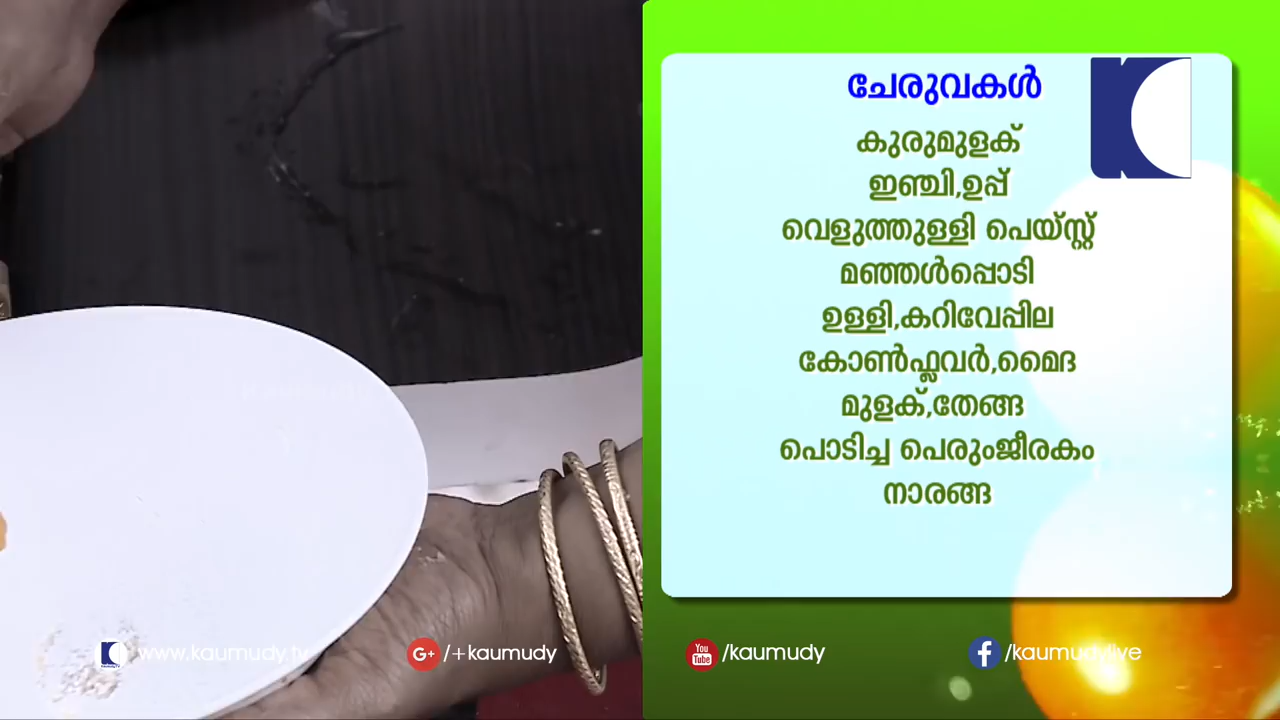 ചേരുവകൾ
കുരുമുളക്
ഇഞ്ചി,ഉപ്പ്
വെളുത്തുള്ളി പെയ്സ്റ്റ്
മഞ്ഞൾപ്പൊടി
ഉള്ളി,കറിവേപ്പില
കോൺഫ്ലവർ,മൈദ
മുളക്,തേങ്ങ
പൊടിച്ച പെരുംജീരകം
നാരങ്ങ
www.kaumudy.tv
/+kaumudy
/kaumudy
/kaumudylive